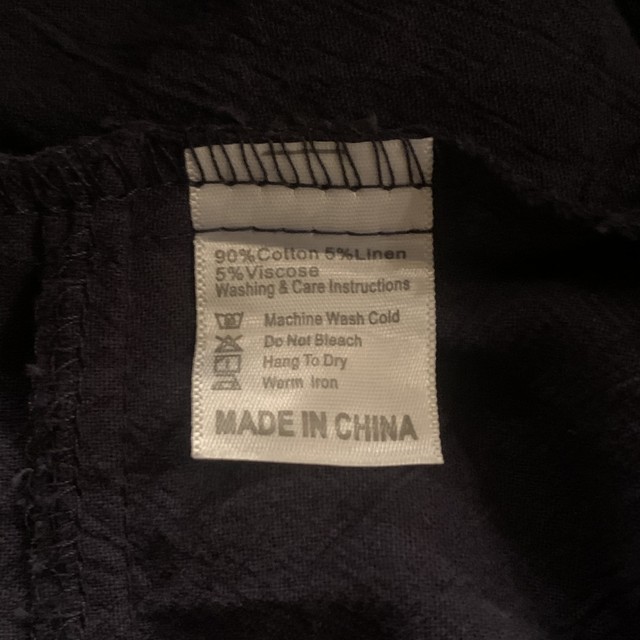 90%Cotton 5%Linen
5%Viscose
Washing & Care Instructions
Machine Wash Cold
Do Not Bleach
Hang To Dry
Worm Iron
MADE IN CHINA